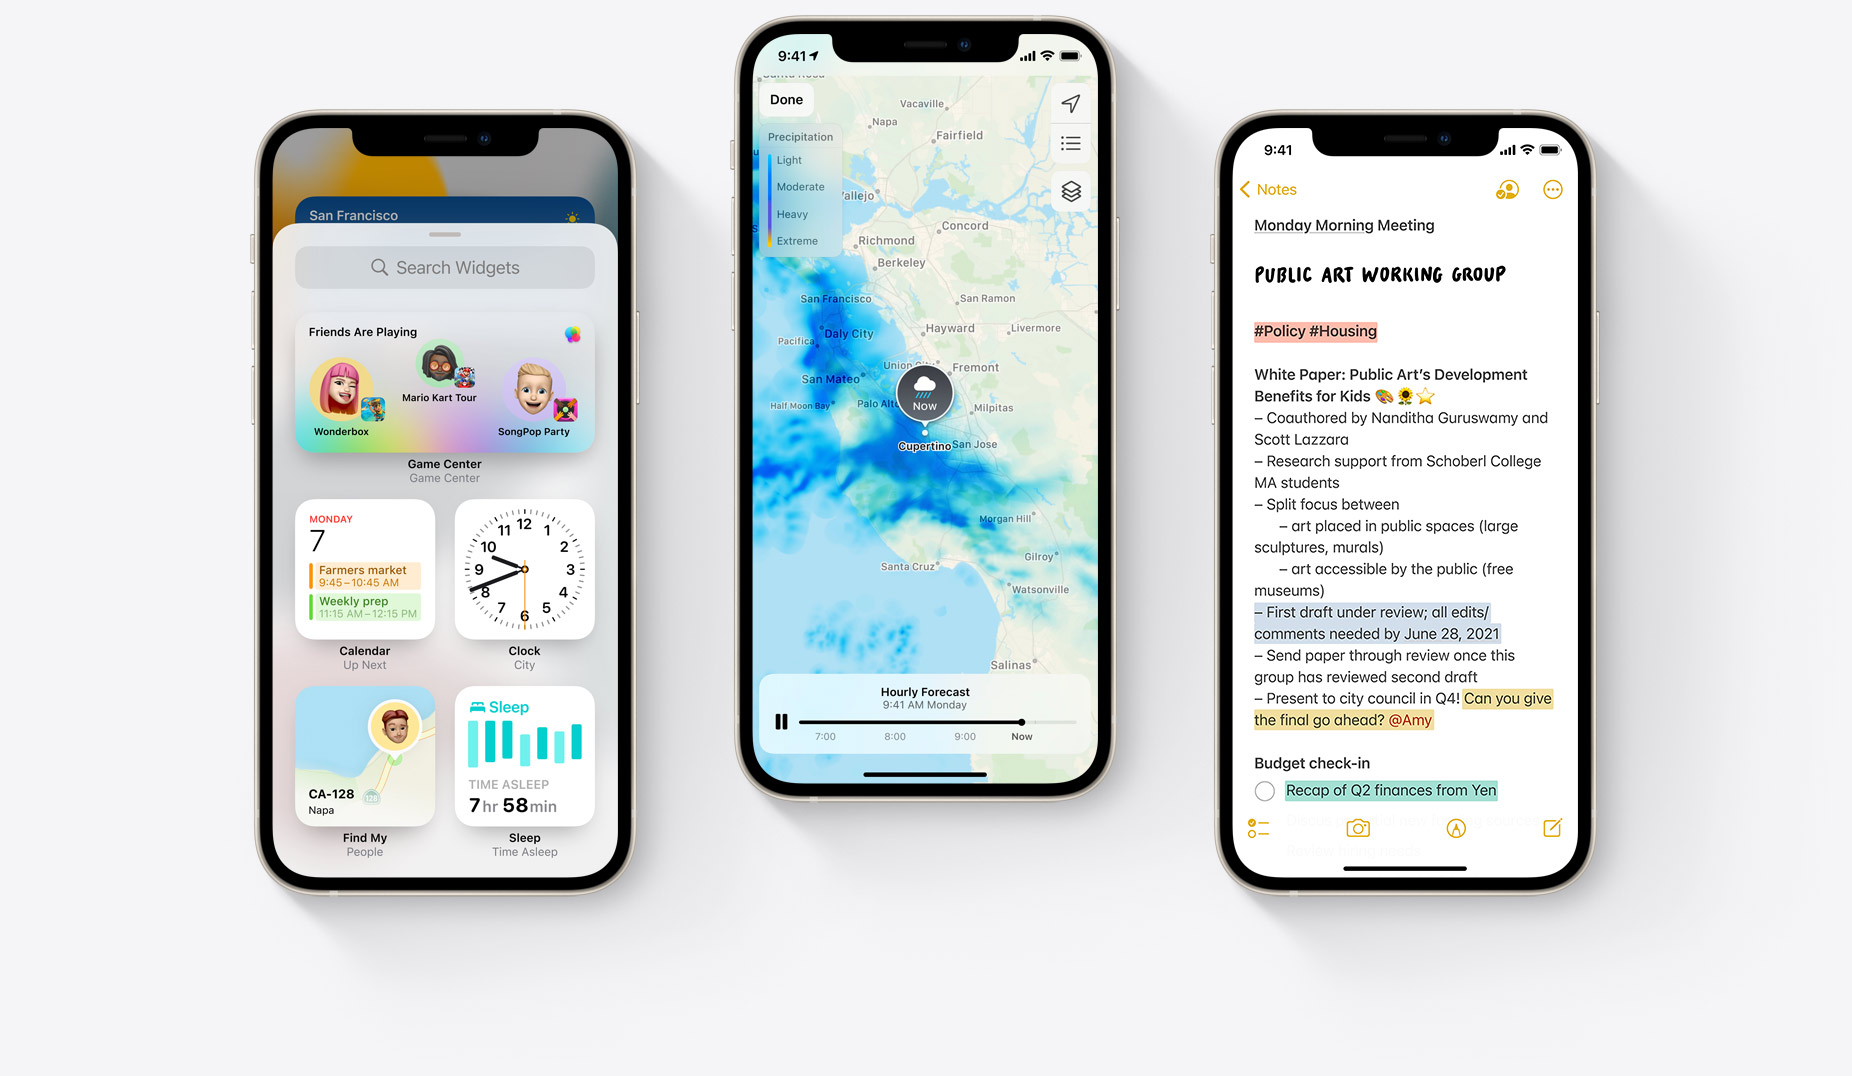 San Francisco
Search Widgets
Friends Are Playing
Wonderbox
Mario Kart Tour
SongPop Party
Game Center
Game Center
MONDAY
7
Farmers market
9:45 – 10:45 AM
Weekly prep
11:15 AM – 12:15 PM
Calendar
Up Next
12
1
2
3
4
5
6
7
8
9
10
11
Clock
City
CA-128
128
Napa
Find My
People
Sleep
TIME ASLEEP
7hr 58min
Sleep
Time Asleep
9:41
Santa Rosa
Done
Precipitation
Light
Moderate
Heavy
Extreme
Vacaville
Napa
Fairfield
Vallejo
Concord
Richmond
Berkeley
San Francisco
San Ramon
Daly City
Hayward
Livermore
Pacifica
Union City
Fremont
San Mateo
Half Moon Bay
Palo Alto
Now
Milpitas
Cupertino
San Jose
Morgan Hill
Gilroy
Santa Cruz
Watsonville
Salinas
Hourly Forecast
9:41 AM Monday
7:00
8:00
9:00
Now
9:41
Notes
Monday Morning Meeting
PUBLIC ART WORKING GROUP
#Policy #Housing
White Paper: Public Art’s Development
Benefits for Kids 🎨🌻⭐
– Coauthored by Nanditha Guruswamy and
Scott Lazzara
– Research support from Schoberl College
MA students
– Split focus between
– art placed in public spaces (large
sculptures, murals)
– art accessible by the public (free
museums)
– First draft under review; all edits/
comments needed by June 28, 2021
– Send paper through review once this
group has reviewed second draft
– Present to city council in Q4! Can you give
the final go ahead? @Amy
Budget check-in
Recap of Q2 finances from Yen